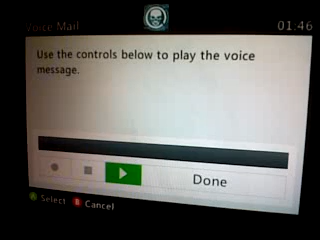 Voice Mail
01:46
Use the controls below to play the voice
message.
Done
A Select B Cancel